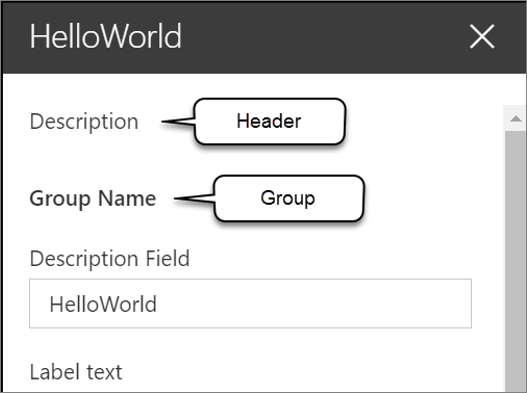 HelloWorld
Description
Header
Group Name
Group
Description Field
HelloWorld
Label text